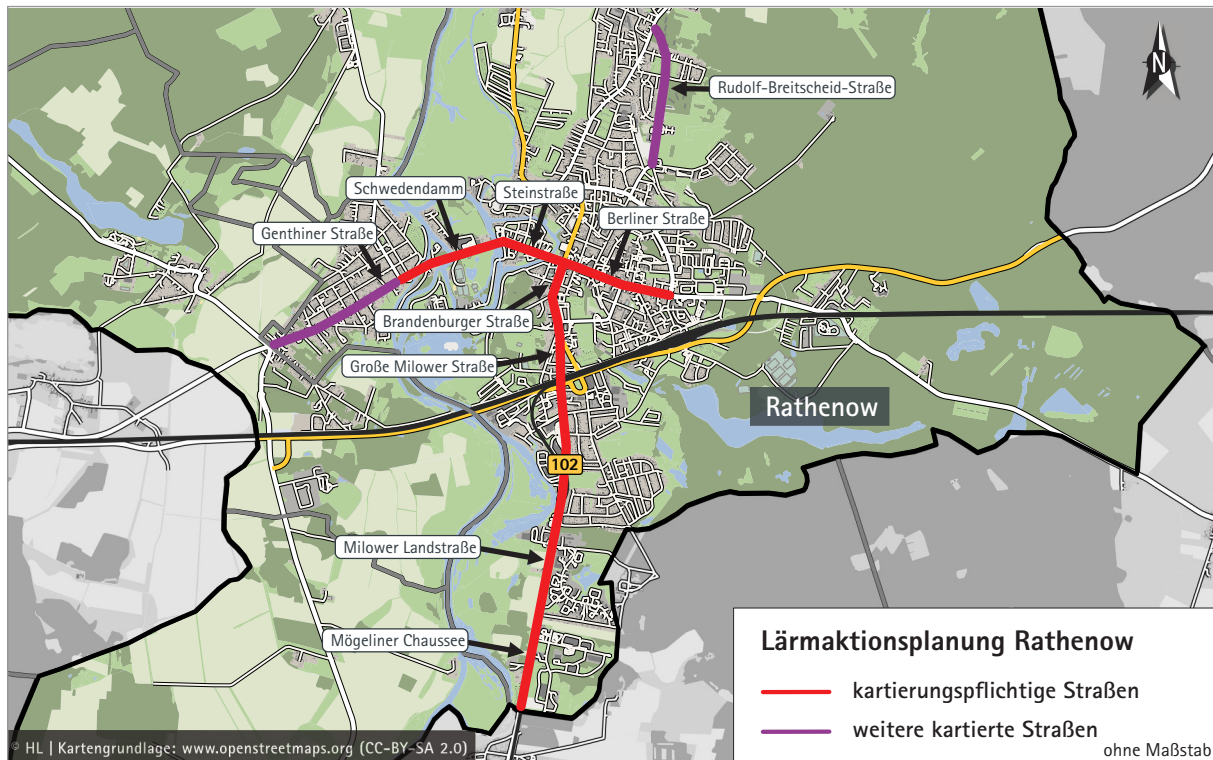 N
Rudolf-Breitscheid-Straße
Schwedendamm
Steinstraße
Berliner Straße
Genthiner Straße
Brandenburger Straße
Große Milower Straße
Rathenow
102
Milower Landstraße
Mögeliner Chaussee
Lärmaktionsplanung Rathenow
kartierungspflichtige Straßen
weitere kartierte Straßen
ohne Maßstab
© HL | Kartengrundlage: www.openstreetmaps.org (CC-BY-SA 2.0)